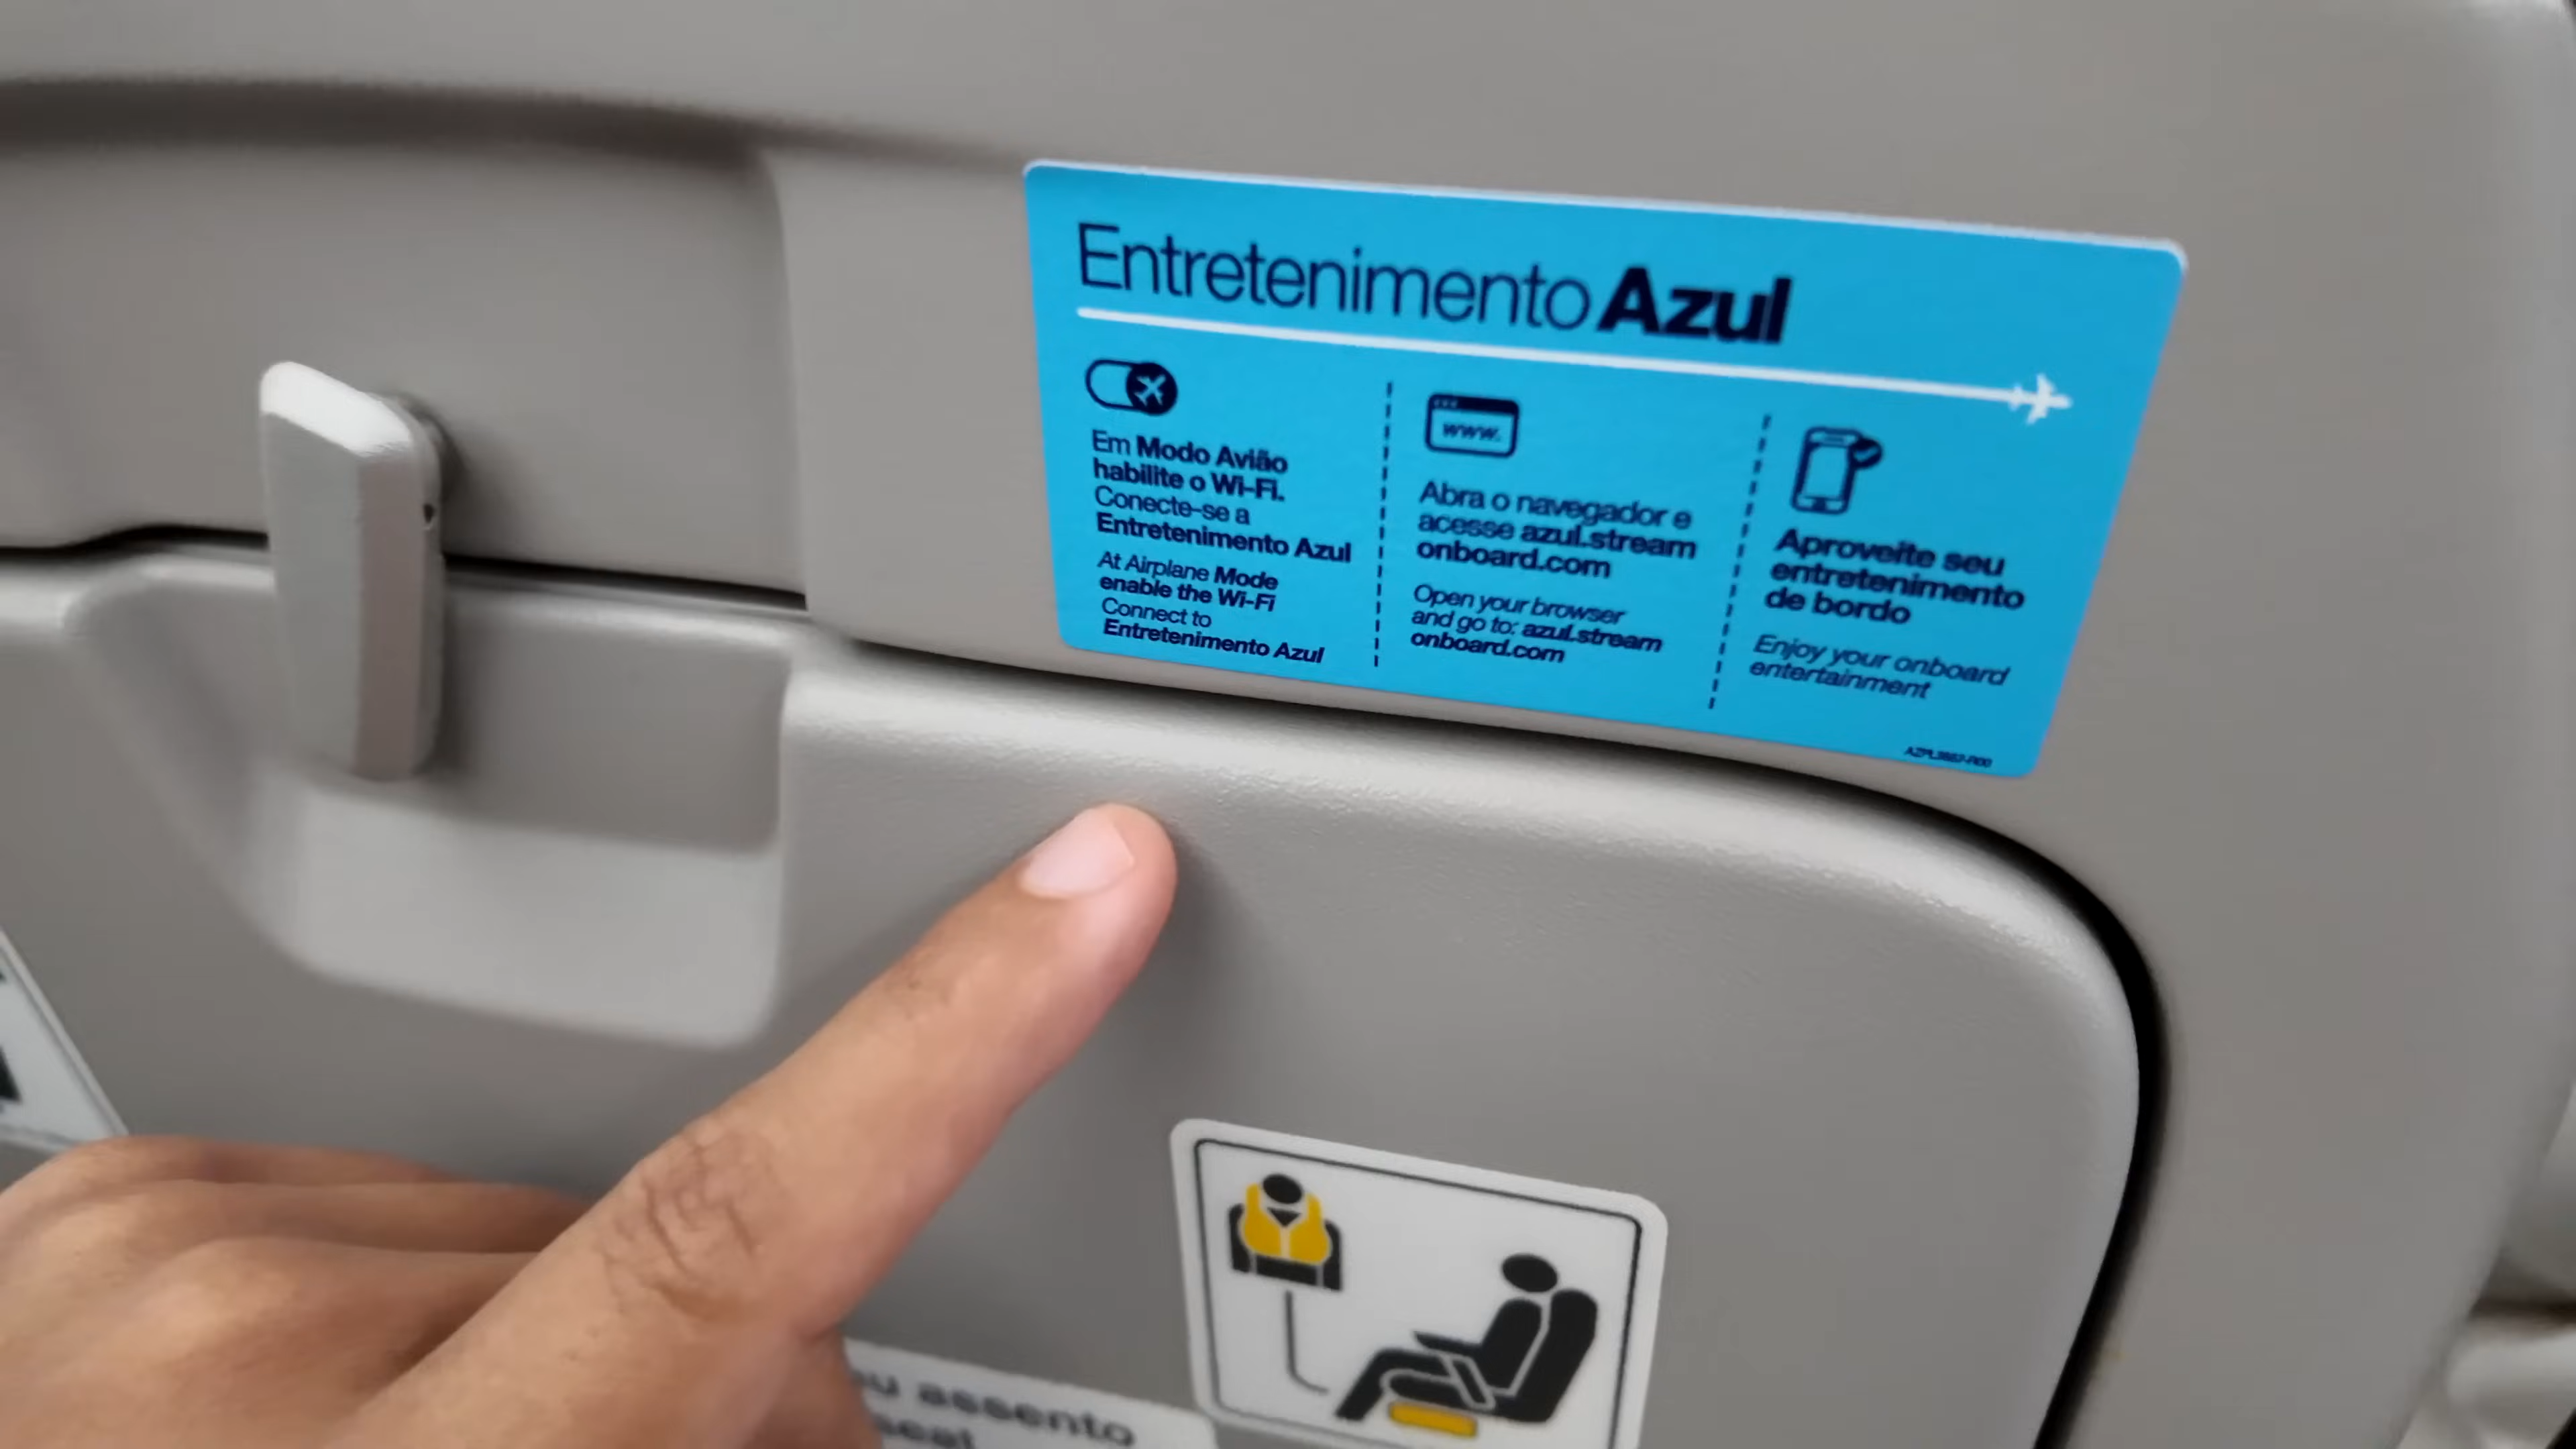 Entretenimento Azul
Em Modo Avião
habilite o Wi-Fi.
Conecte-se a
Entretenimento Azul
At Airplane Mode
enable the Wi-Fi
Connect to
Entretenimento Azul
www.
Abra o navegador e
acesse azul.stream
onboard.com
Open your browser
and go to: azul.stream
onboard.com
Aproveite seu
entretenimento
de bordo
Enjoy your onboard
entertainment
assento